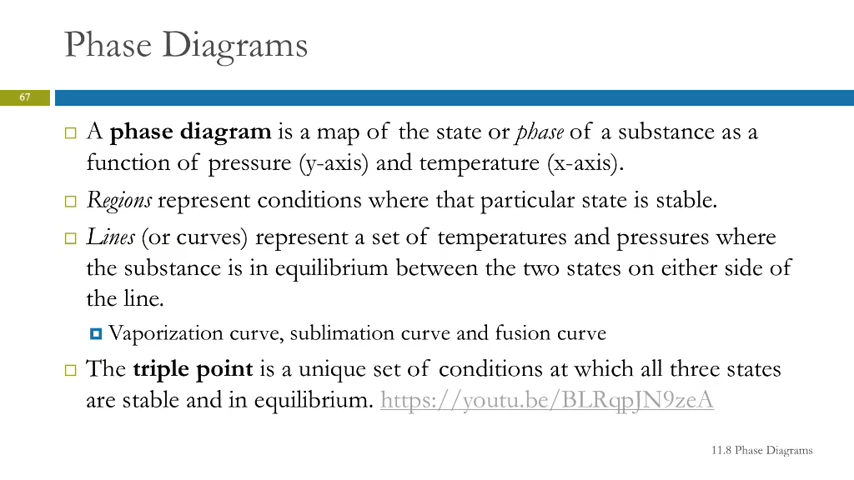 Phase Diagrams
67
A phase diagram is a map of the state or phase of a substance as a
function of pressure (y-axis) and temperature (x-axis).
Regions represent conditions where that particular state is stable.
Lines (or curves) represent a set of temperatures and pressures where
the substance is in equilibrium between the two states on either side of
the line.
Vaporization curve, sublimation curve and fusion curve
The triple point is a unique set of conditions at which all three states
are stable and in equilibrium. https://youtu.be/BLRqpJN9zeA
11.8 Phase Diagrams